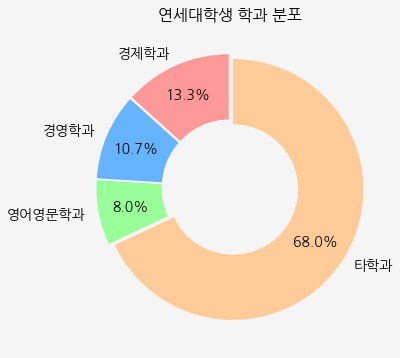 연세대학생 학과 분포
경제학과
13.3%
경영학과
10.7%
영어영문학과
8.0%
68.0%
타학과